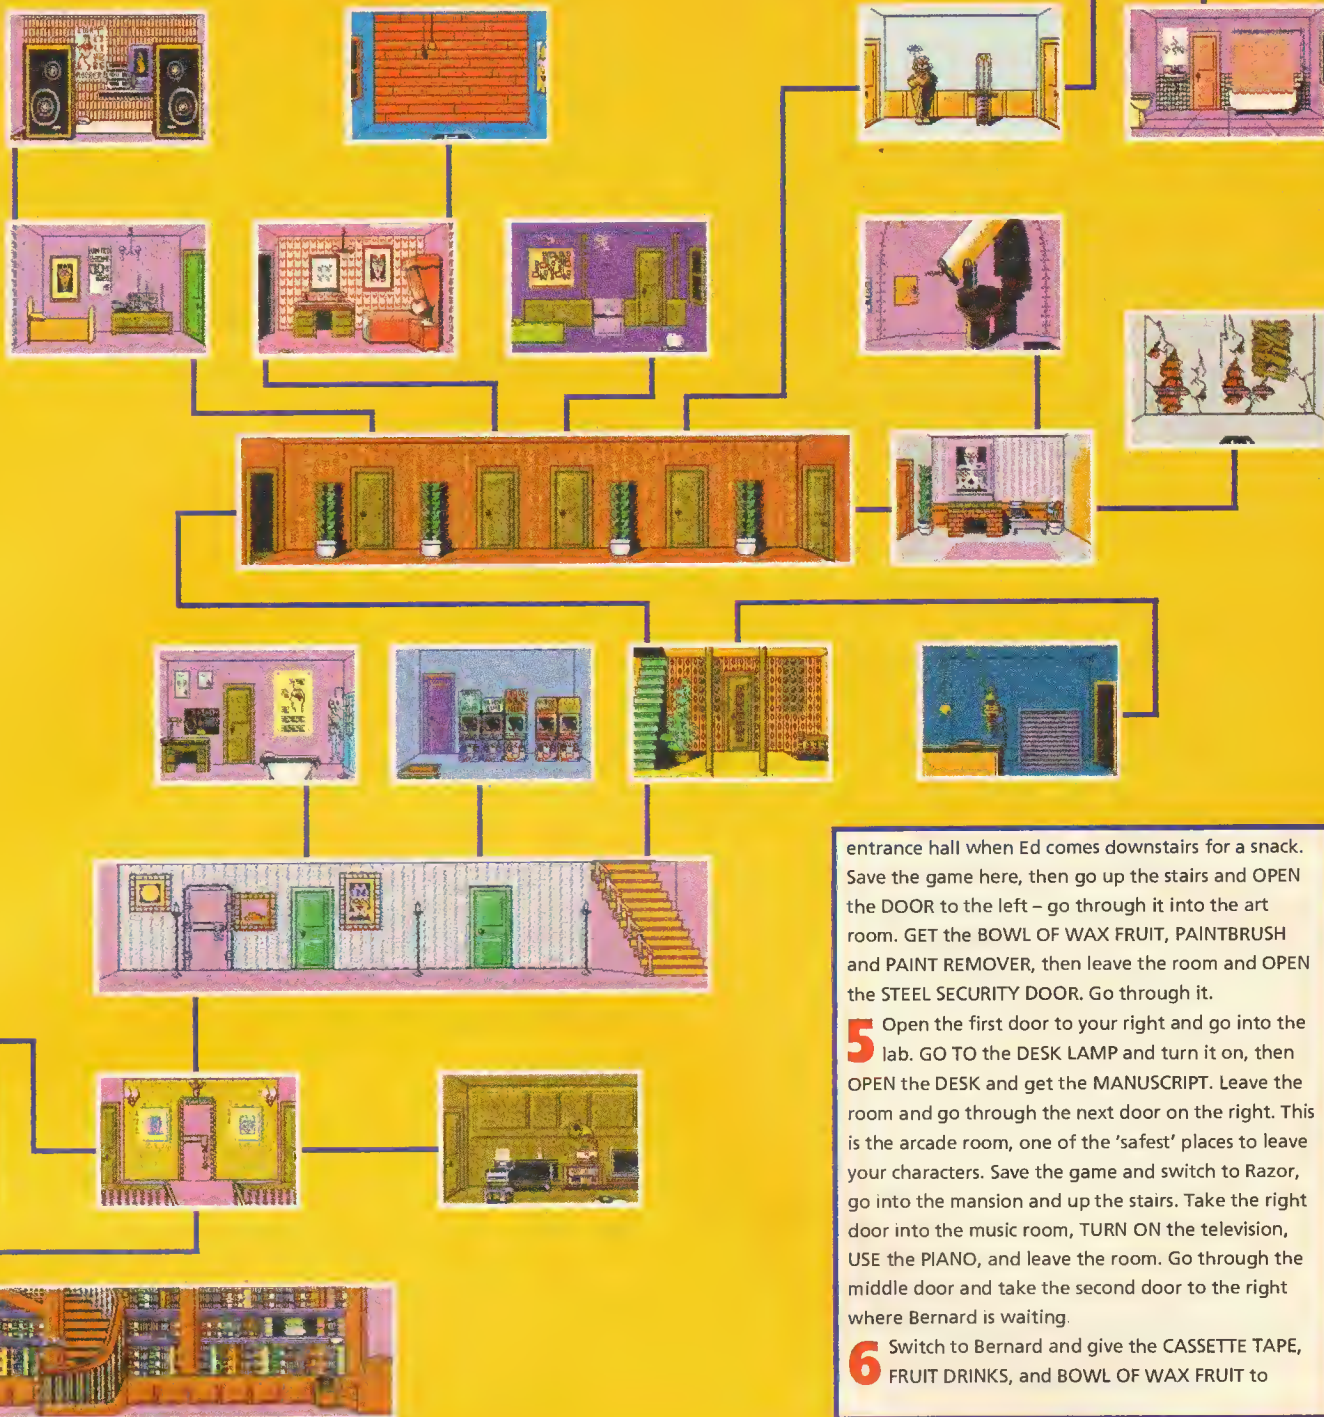 entrance hall when Ed comes downstairs for a snack.
Save the game here, then go up the stairs and OPEN
the DOOR to the left – go through it into the art
room. GET the BOWL OF WAX FRUIT, PAINTBRUSH
and PAINT REMOVER, then leave the room and OPEN
the STEEL SECURITY DOOR. Go through it.
5 Open the first door to your right and go into the
lab. GO TO the DESK LAMP and turn it on, then
OPEN the DESK and get the MANUSCRIPT. Leave the
room and go through the next door on the right. This
is the arcade room, one of the 'safest' places to leave
your characters. Save the game and switch to Razor,
go into the mansion and up the stairs. Take the right
door into the music room, TURN ON the television,
USE the PIANO, and leave the room. Go through the
middle door and take the second door to the right
where Bernard is waiting.
6 Switch to Bernard and give the CASSETTE TAPE,
FRUIT DRINKS, and BOWL OF WAX FRUIT to